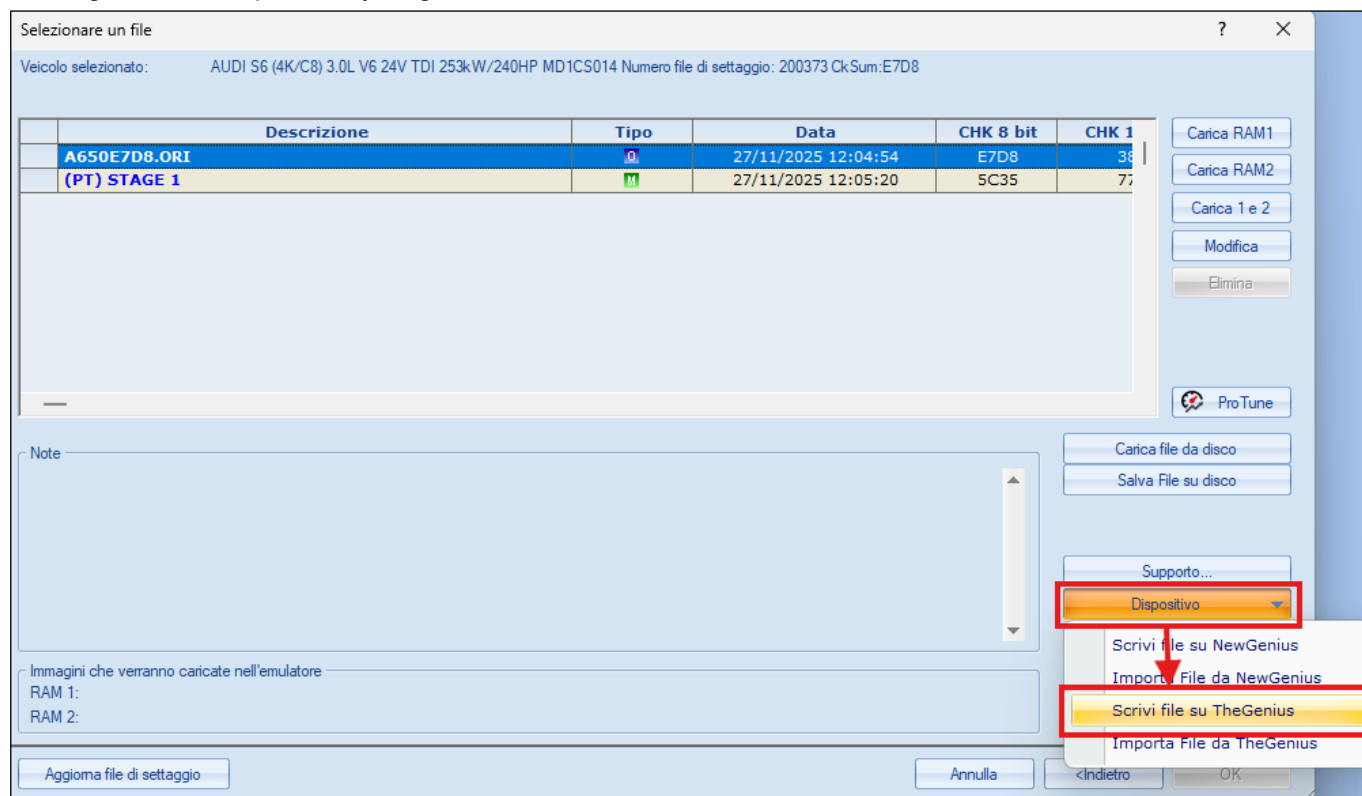 Selezionare un file
? X
Veicolo selezionato: AUDI S6 (4K/C8) 3.0L V6 24V TDI 253kW/240HP MD1CS014 Numero file di settaggio: 200373 CkSum:E7D8
Descrizione Tipo Data CHK 8 bit CHK 1
A650E7D8.ORI O 27/11/2025 12:04:54 E7D8 38
(PT) STAGE 1 M 27/11/2025 12:05:20 5C35 77
Carica RAM1
Carica RAM2
Carica 1 e 2
Modifica
Elimina
ProTune
Note
Carica file da disco
Salva File su disco
Supporto...
Dispositivo
Scrivi file su NewGenius
Importa File da NewGenius
Scrivi file su TheGenius
Importa File da TheGenius
Immagini che verranno caricate nell'emulatore
RAM 1:
RAM 2:
Aggiorna file di settaggio
Annulla
<Indietro
OK